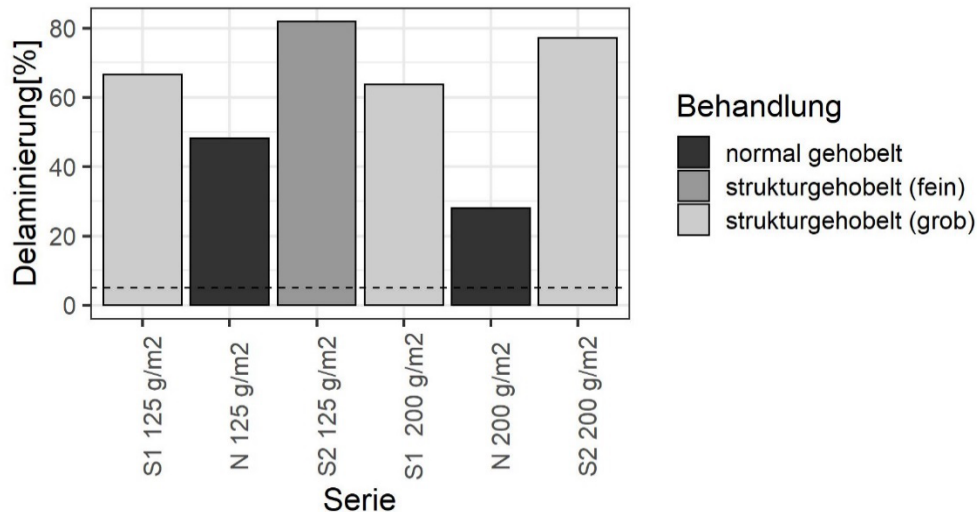 Delaminierung[%]
80
60
40
20
0
S1 125 g/m2
N 125 g/m2
S2 125 g/m2
S1  200 g/m2
N 200 g/m2
S2 200 g/m2
Serie
Behandlung
normal gehobelt
strukturgehobelt (fein)
strukturgehobelt (grob)